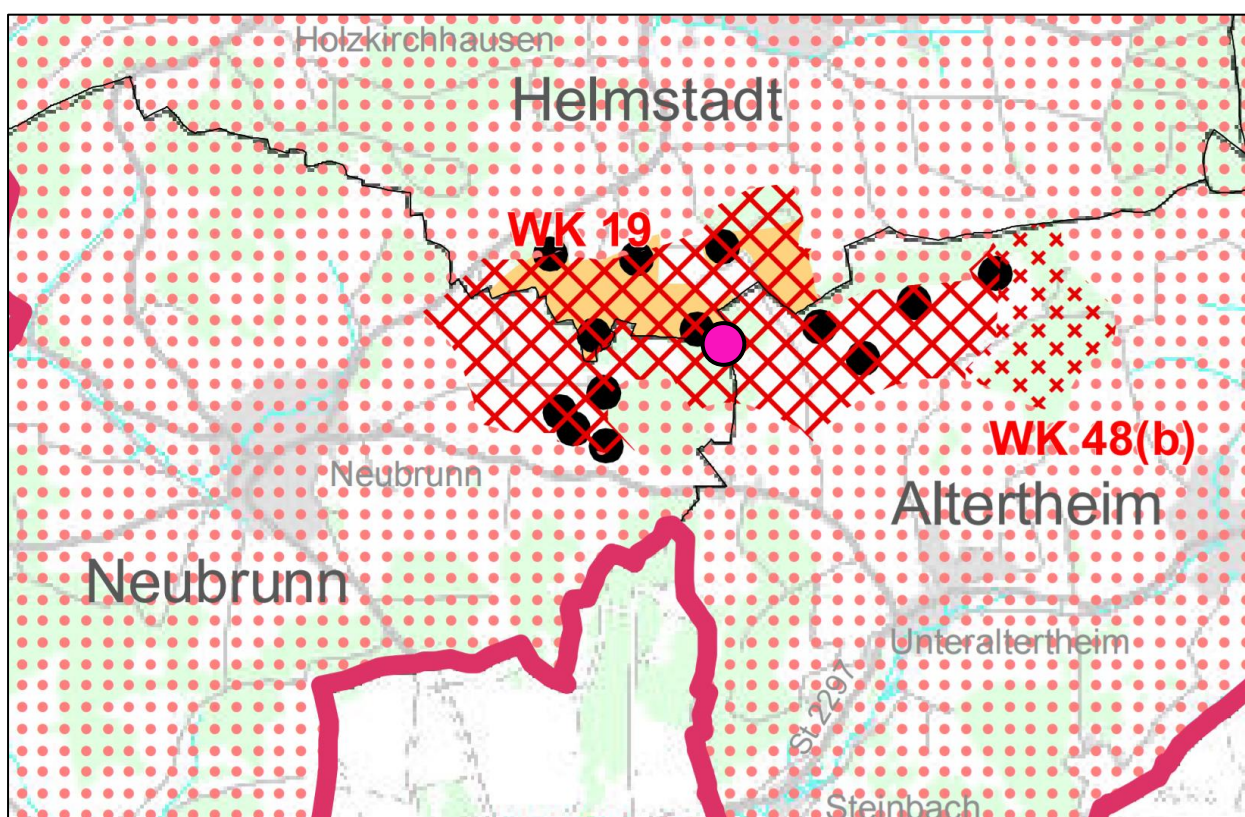 Holzkirchhausen
Helmstadt
WK 19
WK 48(b)
Neubrunn
Altertheim
Neubrunn
Unteraltertheim
St 2297
Steinbach